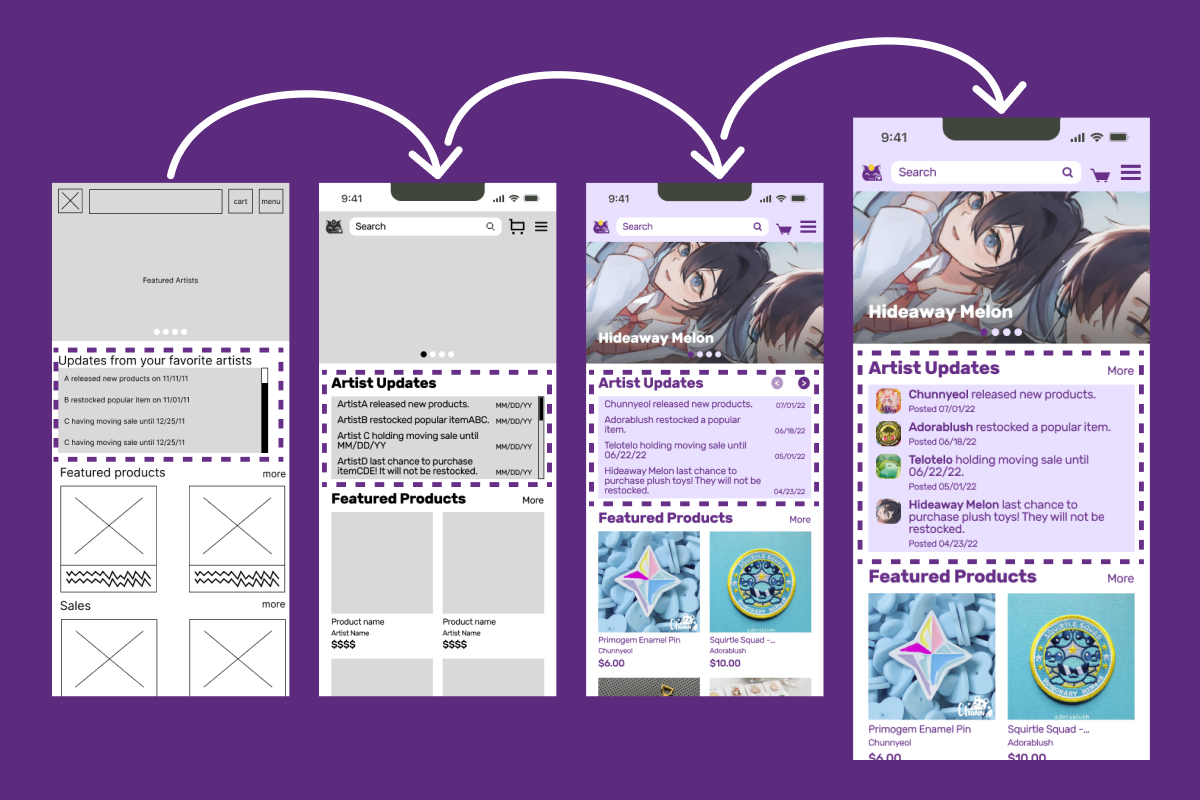 cart
menu
Featured Artists
Updates from your favorite artists
A released new products on 11/11/11
B restocked popular item on 11/01/11
C having moving sale until 12/25/11
C having moving sale until 12/25/11
Featured products
more
Sales
more
9:41
Search
Artist Updates
ArtistA released new products.
MM/DD/YY
ArtistB restocked popular itemABC.
MM/DD/YY
Artist C holding moving sale until
MM/DD/YY
MM/DD/YY
ArtistD last chance to purchase
itemCDE! It will not be restocked.
MM/DD/YY
Featured Products
More
Product name
Artist Name
$$$$
Product name
Artist Name
$$$$
9:41
Search
Hideaway Melon
Artist Updates
Chunnyeol released new products.
07/01/22
Adorablush restocked a popular
item.
06/18/22
Telotelo holding moving sale until
06/22/22.
05/01/22
Hideaway Melon last chance to
purchase plush toys! They will not be
restocked.
04/23/22
Featured Products
More
Primogem Enamel Pin
Chunnyeol
$6.00
SQUIRTLE SQUAD
adorablush
Squirtle Squad -...
Adorablush
$10.00
9:41
Search
Hideaway Melon
Artist Updates
More
Chunnyeol released new products.
Posted 07/01/22
Adorablush restocked a popular item.
Posted 06/18/22
Telotelo holding moving sale until
06/22/22.
Posted 05/01/22
Hideaway Melon last chance to
purchase plush toys! They will not be
restocked.
Posted 04/23/22
Featured Products
More
Primogem Enamel Pin
Chunnyeol
$6.00
SQUIRTLE SQUAD
HONORARY MEMBER
adorablush
Squirtle Squad -...
Adorablush
$10.00